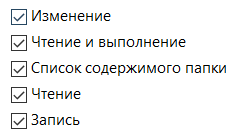 Изменение
Чтение и выполнение
Список содержимого папки
Чтение
Запись